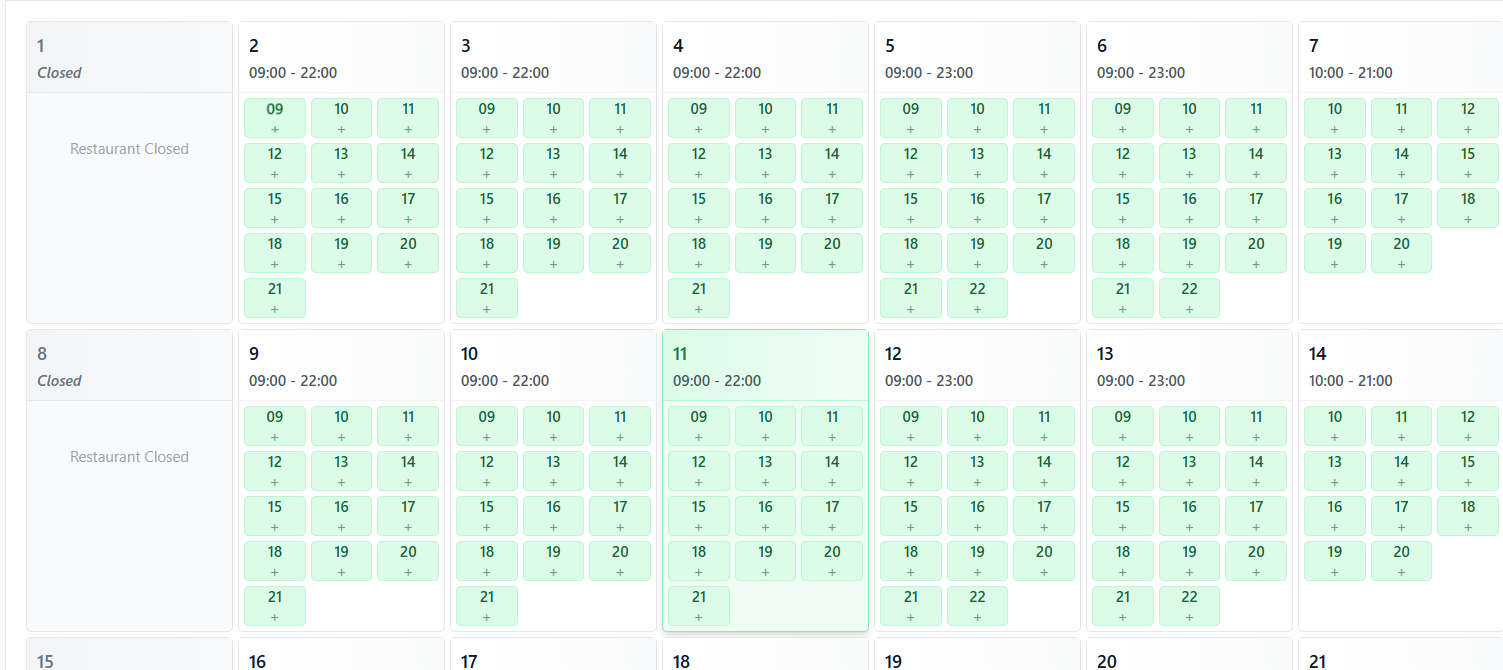 1
Closed
Restaurant Closed
2
09:00 - 22:00
09 10 11
+ + +
12 13 14
+ + +
15 16 17
+ + +
18 19 20
+ + +
21
+
3
09:00 - 22:00
09 10 11
+ + +
12 13 14
+ + +
15 16 17
+ + +
18 19 20
+ + +
21
+
4
09:00 - 22:00
09 10 11
+ + +
12 13 14
+ + +
15 16 17
+ + +
18 19 20
+ + +
21
+
5
09:00 - 23:00
09 10 11
+ + +
12 13 14
+ + +
15 16 17
+ + +
18 19 20
+ + +
21 22
+ +
6
09:00 - 23:00
09 10 11
+ + +
12 13 14
+ + +
15 16 17
+ + +
18 19 20
+ + +
21 22
+ +
7
10:00 - 21:00
10 11 12
+ + +
13 14 15
+ + +
16 17 18
+ + +
19 20
+ +
8
Closed
Restaurant Closed
9
09:00 - 22:00
09 10 11
+ + +
12 13 14
+ + +
15 16 17
+ + +
18 19 20
+ + +
21
+
10
09:00 - 22:00
09 10 11
+ + +
12 13 14
+ + +
15 16 17
+ + +
18 19 20
+ + +
21
+
11
09:00 - 22:00
09 10 11
+ + +
12 13 14
+ + +
15 16 17
+ + +
18 19 20
+ + +
21
+
12
09:00 - 23:00
09 10 11
+ + +
12 13 14
+ + +
15 16 17
+ + +
18 19 20
+ + +
21 22
+ +
13
09:00 - 23:00
09 10 11
+ + +
12 13 14
+ + +
15 16 17
+ + +
18 19 20
+ + +
21 22
+ +
14
10:00 - 21:00
10 11 12
+ + +
13 14 15
+ + +
16 17 18
+ + +
19 20
+ +
15
16
17
18
19
20
21